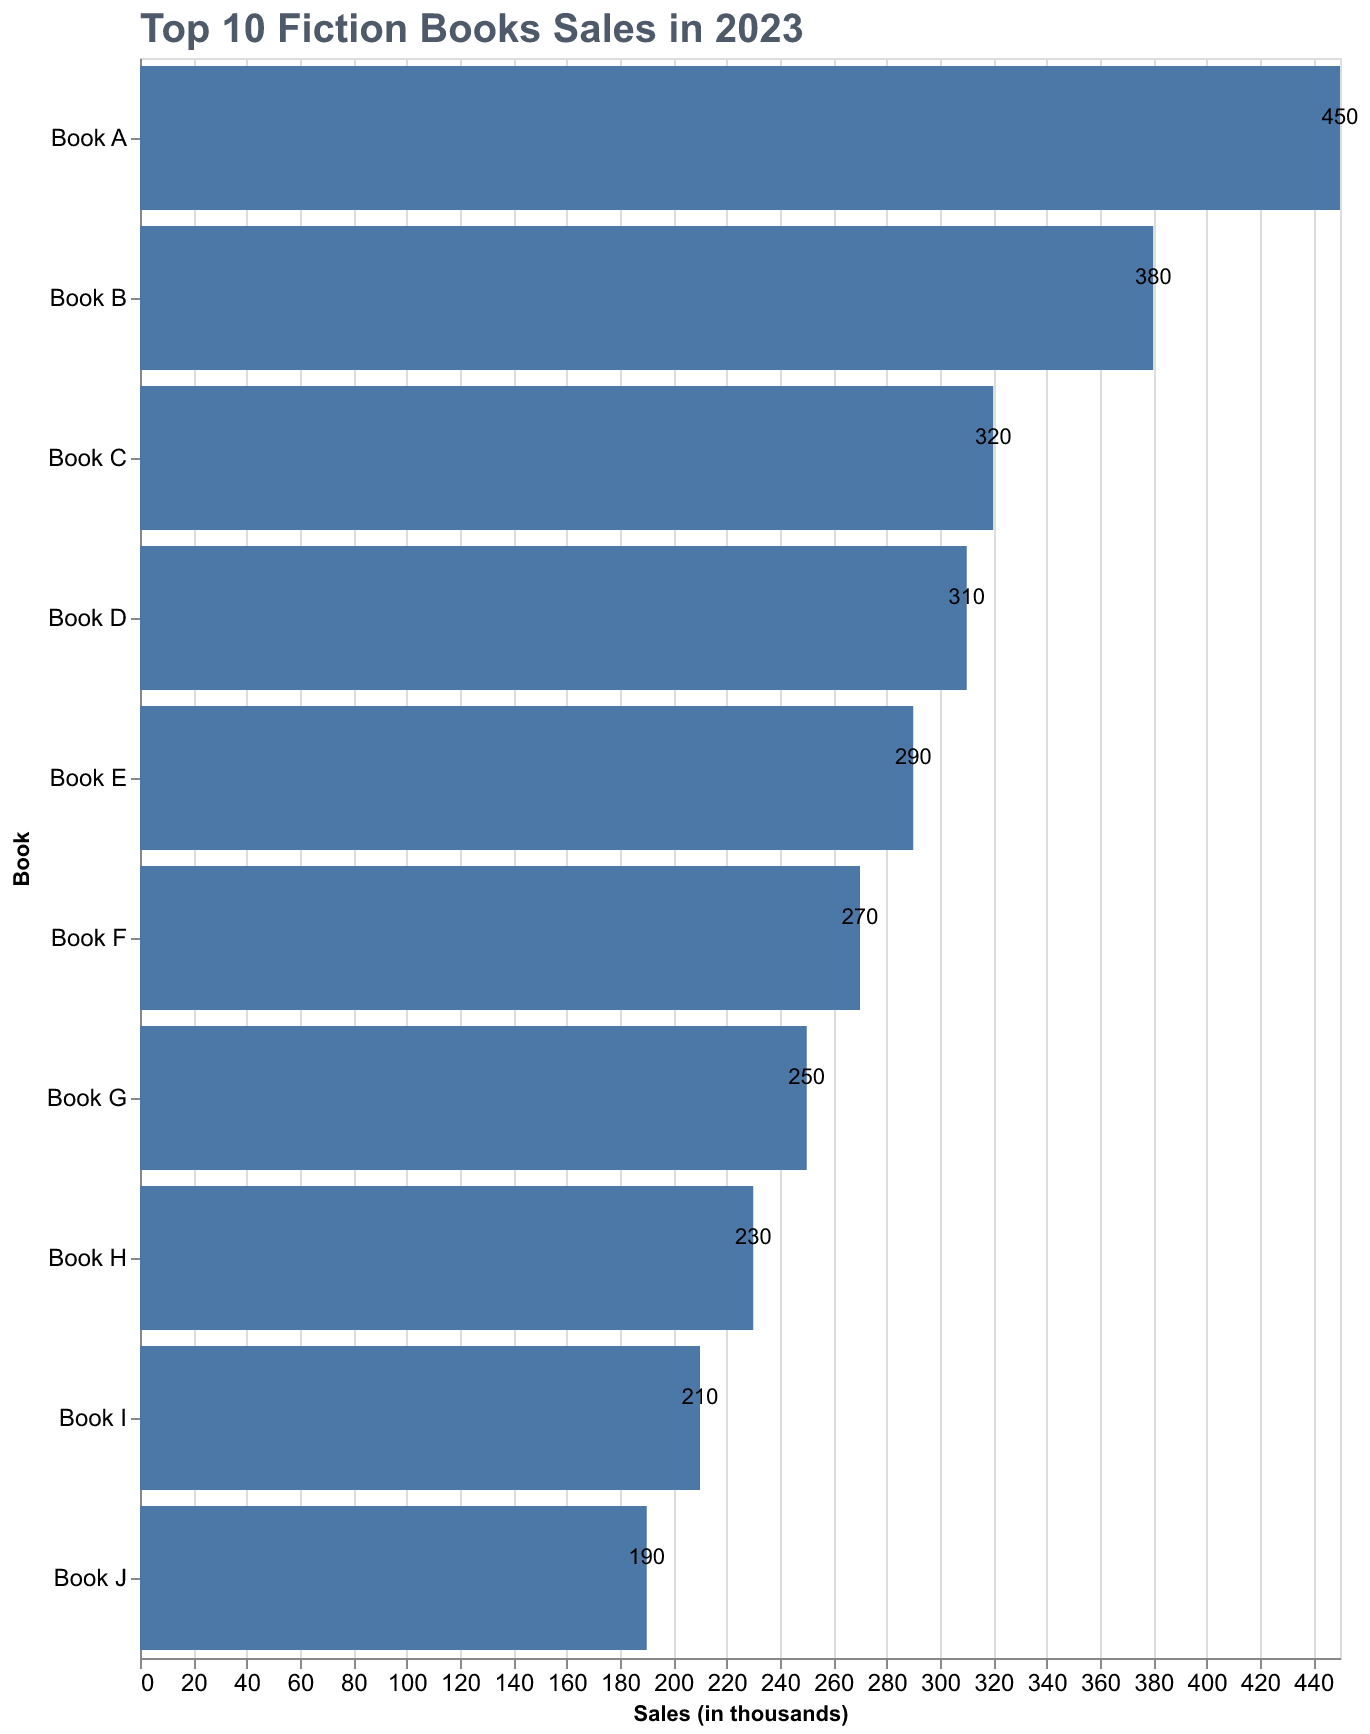 Top 10 Fiction Books Sales in 2023
Book A
450
Book B
380
Book C
320
Book D
310
Book E
290
Book
Book F
270
Book G
250
Book H
230
Book I
210
Book J
190
0 20 40 60 80 100 120 140 160 180 200 220 240 260 280 300 320 340 360 380 400 420 440
Sales (in thousands)